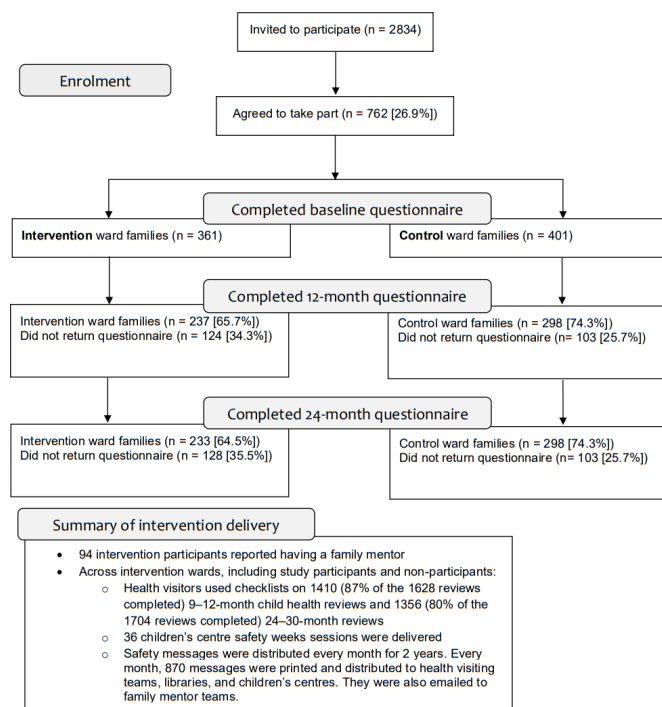 Invited to participate (n = 2834)
Enrolment
Agreed to take part (n = 762 [26.9%])
Completed baseline questionnaire
Intervention ward families (n = 361)
Control ward families (n = 401)
Completed 12-month questionnaire
Intervention ward families (n = 237 [65.7%)
Did not return questionnaire (n = 124 [34.3%)
Control ward families (n = 298 [74.3%)
Did not return questionnaire (n= 103 [25.7%)
Completed 24-month questionnaire
Intervention ward families (n = 233 [64.5%)
Did not return questionnaire (n = 128 [35.5%)
Control ward families (n = 298 [74.3%)
Did not return questionnaire (n= 103 [25.7%)
Summary of intervention delivery
• 94 intervention participants reported having a family mentor
• Across intervention wards, including study participants and non-participants:
o Health visitors used checklists on 1410 (87% of the 1628 reviews
completed) 9–12-month child health reviews and 1356 (80% of the
1704 reviews completed) 24–30-month reviews
o 36 children’s centre safety weeks sessions were delivered
o Safety messages were distributed every month for 2 years. Every
month, 870 messages were printed and distributed to health visiting
teams, libraries, and children’s centres. They were also emailed to
family mentor teams.